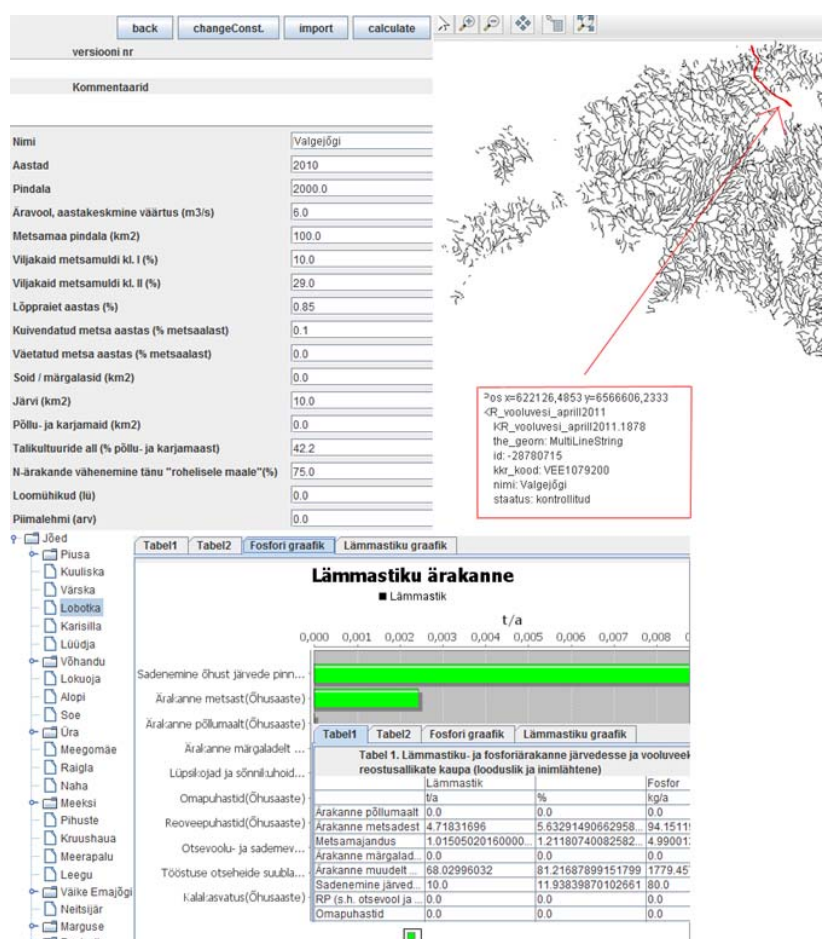 back changeConst. import calculate
versiooni nr
Kommentaarid
Nimi Valgejõgi
Aastad 2010
Pindala 2000.0
Äravool, aastakeskmine väärtus (m3/s) 6.0
Metsamaa pindala (km2) 100.0
Viljakaid metsamuldi kl. I (%) 10.0
Viljakaid metsamuldi kl. II (%) 29.0
Lõppraiet aastas (%) 0.85
Kuivendatud metsa aastas (% metsaalast) 0.1
Väetatud metsa aastas (% metsaalast) 0.0
Soid / märgalasid (km2) 0.0
Järvi (km2) 10.0
Põllu- ja karjamaid (km2) 0.0
Talikultuuride all (% põllu- ja karjamaast) 42.2
N-ärakande vähenemine tänu "rohelisele maale"(%) 75.0
Loomühikud (lü) 0.0
Piimalehmi (arv) 0.0
Pos x=622126,4853 y=6566606,2333
KR_vooluvesi_aprill2011
KR_vooluvesi_aprill2011.1878
the_geom: MultiLineString
id: -28780715
kkr_kood: VEE1079200
nimi: Valgejõgi
staatus: kontrollitud
Jõed
Piusa
Kuuliska
Värska
Lobotka
Karisilla
Lüüdja
Võhandu
Lokuoja
Alopi
Soe
Üra
Meegomäe
Raigla
Naha
Meeksi
Pihuste
Kruushaua
Meerapalu
Leegu
Väike Emajõgi
Neitsijär
Marguse
Tabel1 Tabel2 Fosfori graafik Lämmastiku graafik
Lämmastiku ärakanne
Lämmastik
t/a
0,000 0,001 0,002 0,003 0,004 0,005 0,006 0,007 0,008
Sadenemine õhust järvede pinn...
Ärakanne metsast(Õhusaaste)
Ärakanne põllumaalt(Õhusaaste)
Ärakanne märgaladelt ...
Lüpsikojad ja sõnnikuhoid...
Omapuhastid(Õhusaaste)
Reoveepuhastid(Õhusaaste)
Otsevoolu- ja sademev...
Tööstuse otseheide suubla...
Kalakasvatus(Õhusaaste)
Tabel1 Tabel2 Fosfori graafik Lämmastiku graafik
Tabel 1. Lämmastiku- ja fosforiärakanne järvedesse ja vooluveek
reostusallikate kaupa (looduslik ja inimlähtene)
Lämmastik Fosfor
t/a % kg/a
Ärakanne põllumaalt 0.0 0.0 0.0
Ärakanne metsadest 4.71831696 5.63291490662958... 94.1511
Metsamajandus 1.01505020160000... 1.21180740082582... 4.9900
Ärakanne märgalad... 0.0 0.0 0.0
Ärakanne muudelt ... 68.02996032 81.21687899151799 1779.45
Sadenemine järved... 10.0 11.93839870102661 80.0
RP (s.h. otsevool ja ... 0.0 0.0 0.0
Omapuhastid 0.0 0.0 0.0